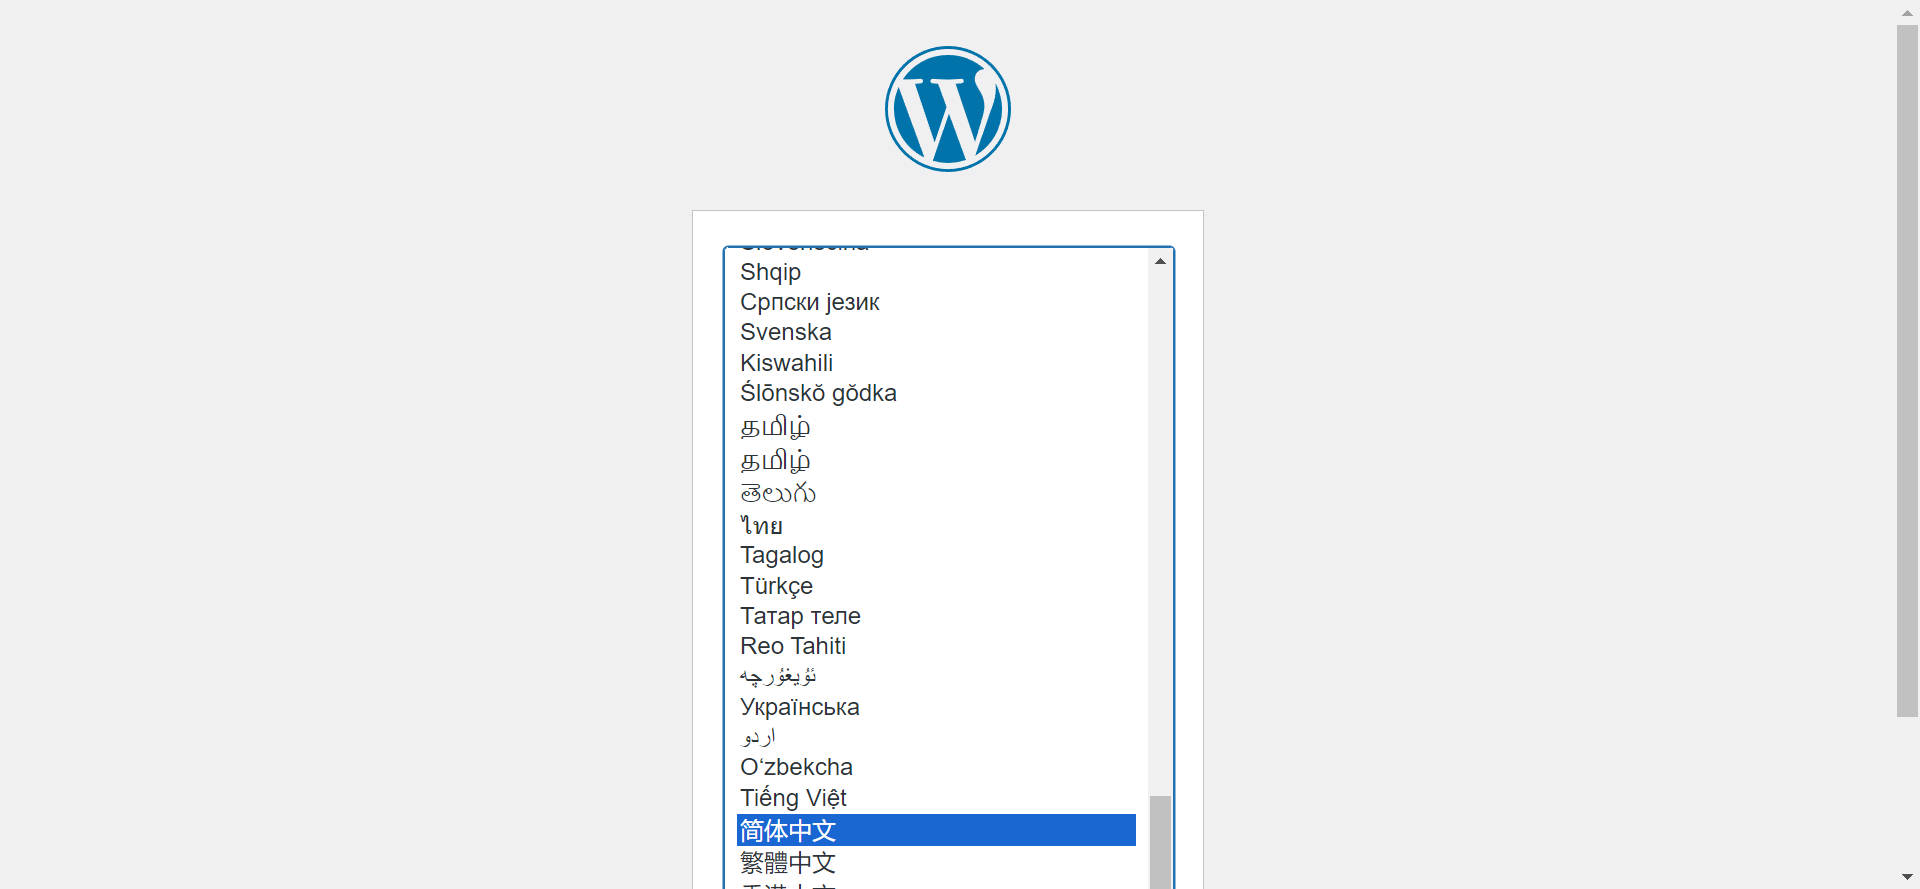 Shqip
Српски језик
Svenska
Kiswahili
Ślōnskŏ gŏdka
தமிழ்
தமிழ்
తెలుగు
ไทย
Tagalog
Türkçe
Татар теле
Reo Tahiti
ئۇيغۇرچە
Українська
اردو
O‘zbekcha
Tiếng Việt
简体中文
繁體中文